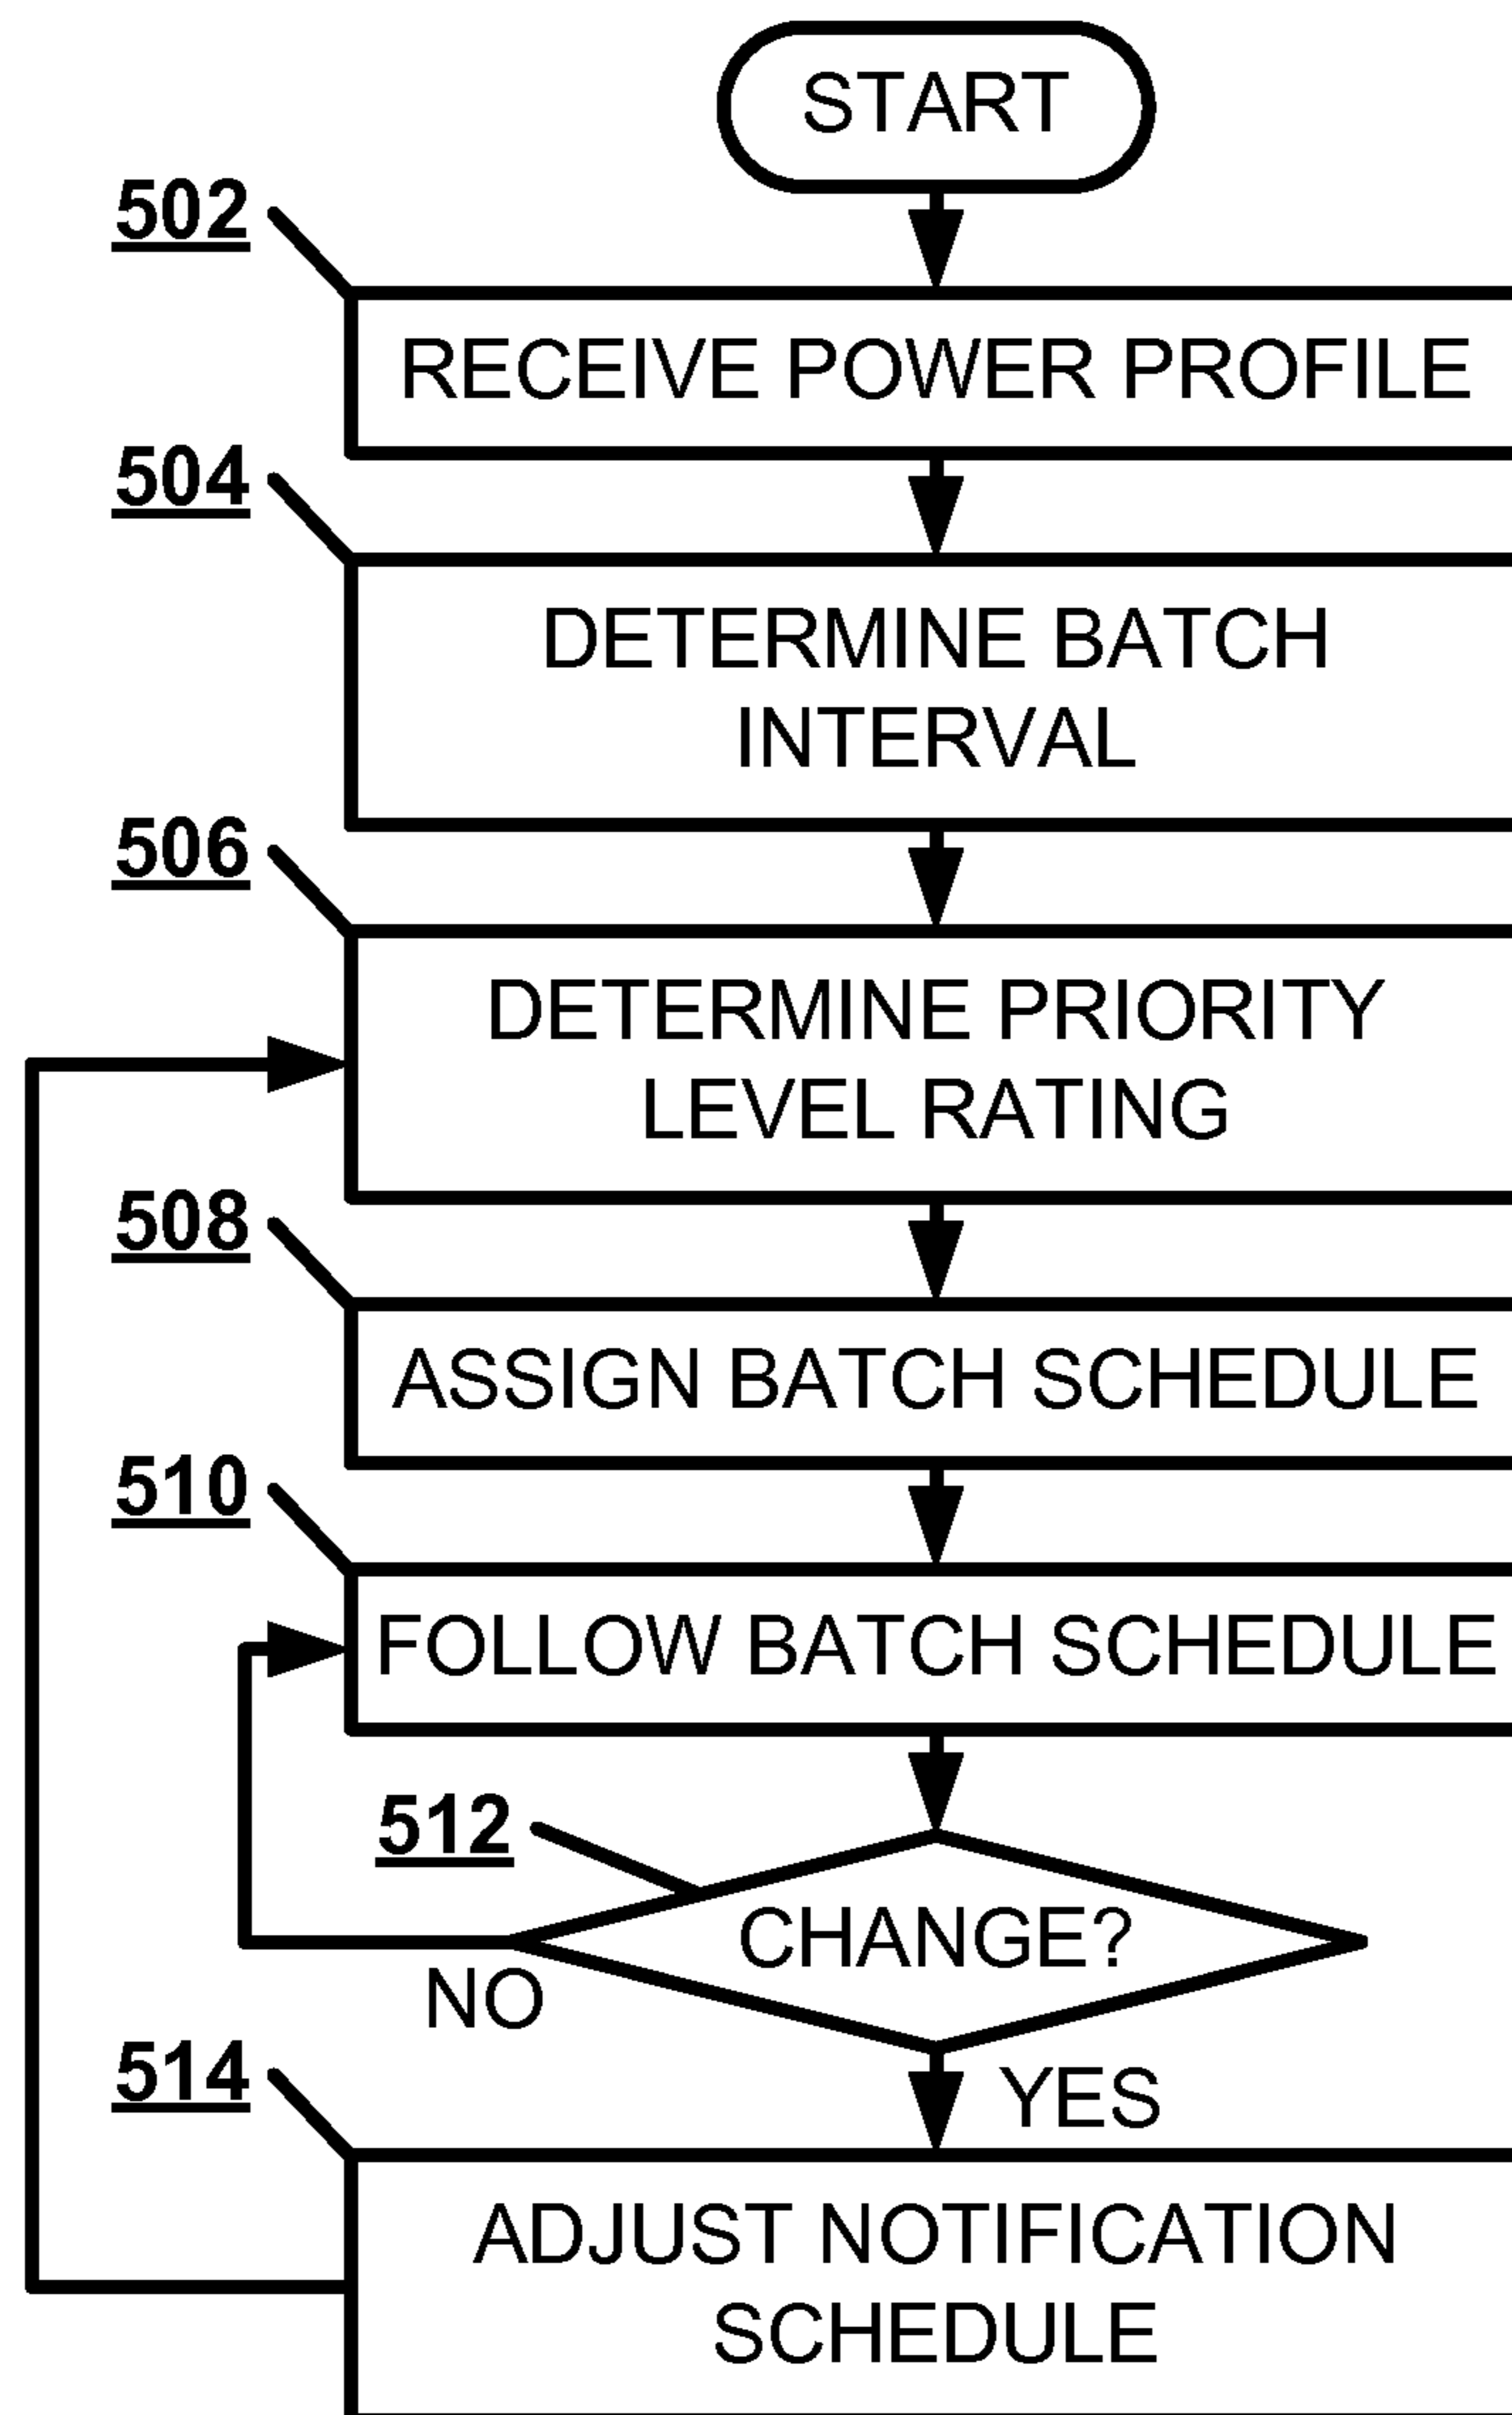 START
502
RECEIVE POWER PROFILE
504
DETERMINE BATCH
INTERVAL
506
DETERMINE PRIORITY
LEVEL RATING
508
ASSIGN BATCH SCHEDULE
510
FOLLOW BATCH SCHEDULE
512
CHANGE?
NO
YES
514
ADJUST NOTIFICATION
SCHEDULE